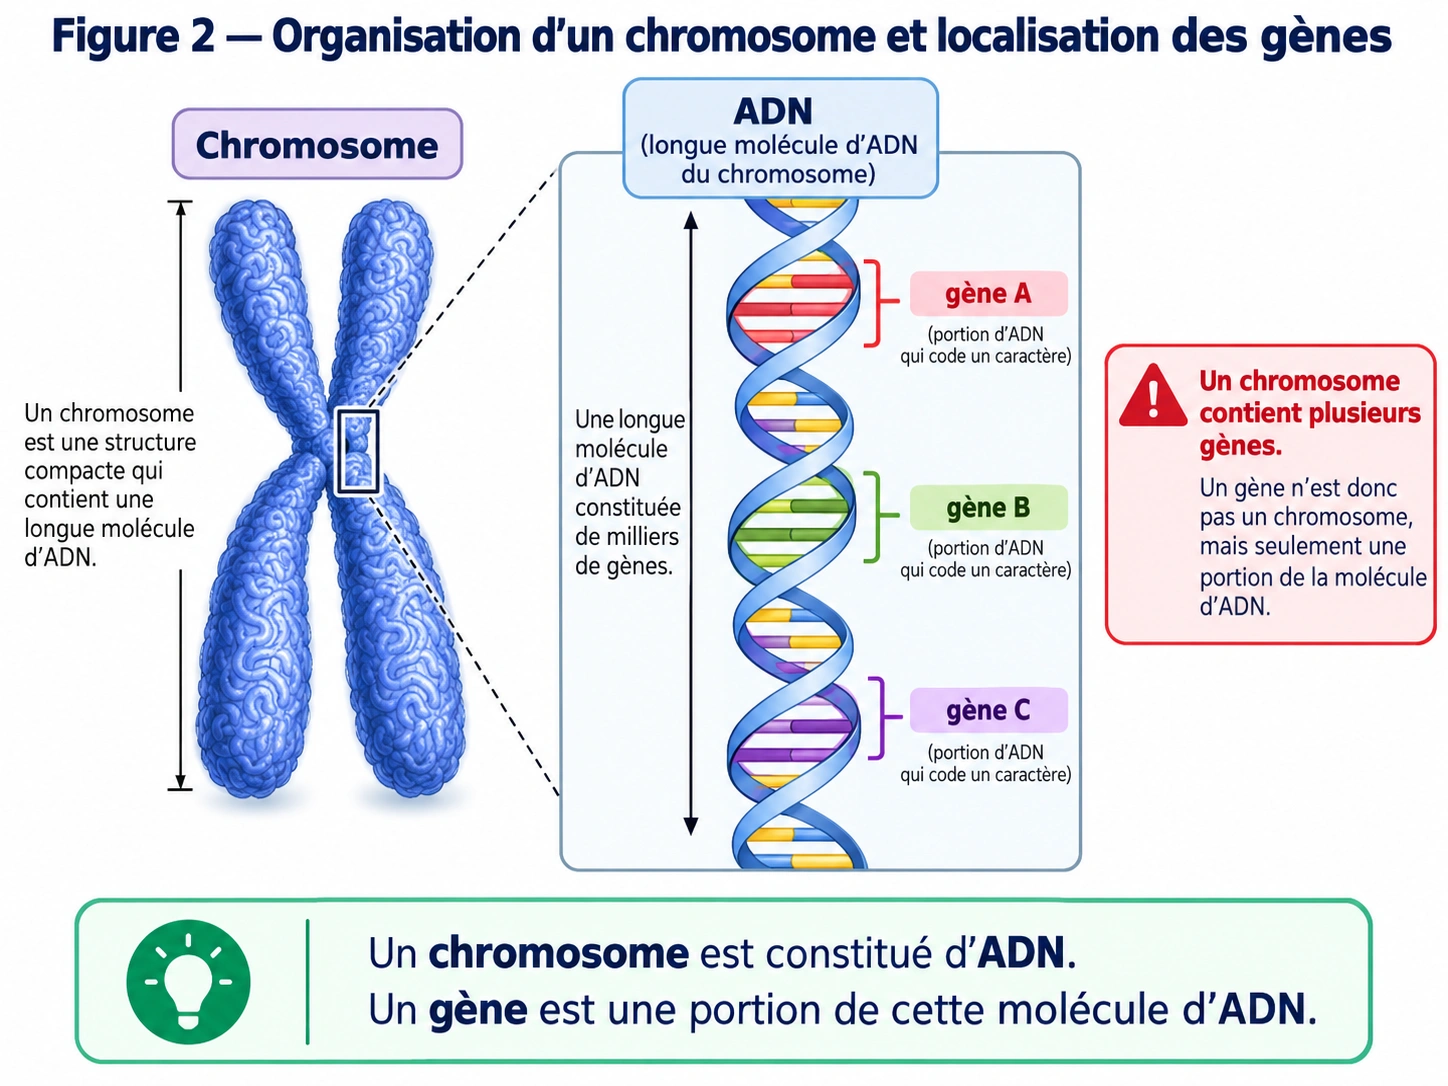 Figure 2 — Organisation d’un chromosome et localisation des gènes
Chromosome
Un chromosome
est une structure
compacte qui
contient une
longue molécule
d’ADN.
ADN
(longue molécule d’ADN
du chromosome)
Une longue
molécule
d’ADN
constituée
de milliers
de gènes.
gène A
(portion d’ADN
qui code un caractère)
gène B
(portion d’ADN
qui code un caractère)
gène C
(portion d’ADN
qui code un caractère)
!
Un chromosome
contient plusieurs
gènes.
Un gène n’est donc
pas un chromosome,
mais seulement une
portion de la molécule
d’ADN.
Un chromosome est constitué d’ADN.
Un gène est une portion de cette molécule d’ADN.